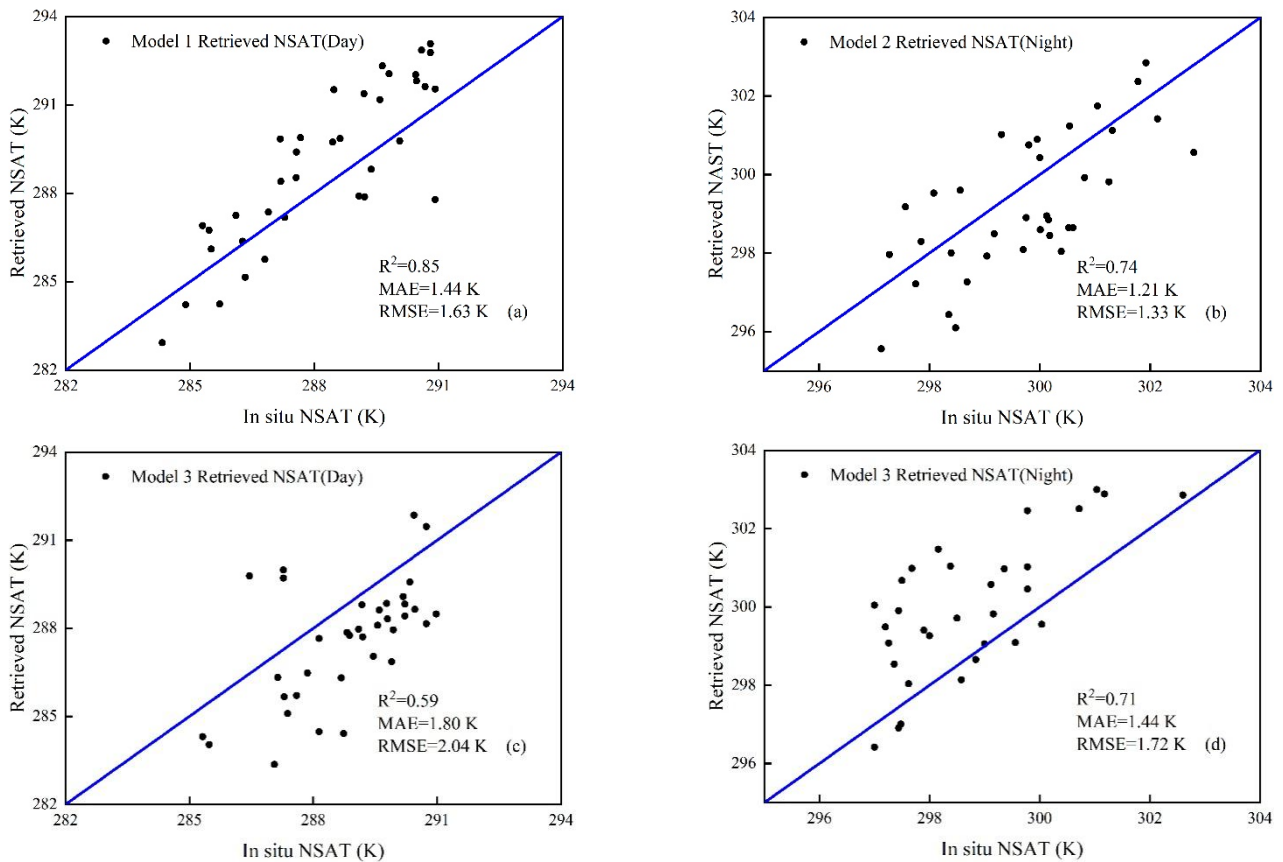 294
291
288
285
282
Retrieved NSAT (K)
Model 1 Retrieved NSAT(Day)
R²=0.85
MAE=1.44 K
RMSE=1.63 K (a)
282 285 288 291 294
In situ NSAT (K)
304
302
300
298
296
Retrieved NAST (K)
Model 2 Retrieved NSAT(Night)
R²=0.74
MAE=1.21 K
RMSE=1.33 K (b)
296 298 300 302 304
In situ NSAT (K)
294
291
288
285
282
Retrieved NSAT (K)
Model 3 Retrieved NSAT(Day)
R²=0.59
MAE=1.80 K
RMSE=2.04 K (c)
282 285 288 291 294
In situ NSAT (K)
304
302
300
298
296
Retrieved NSAT (K)
Model 3 Retrieved NSAT(Night)
R²=0.71
MAE=1.44 K
RMSE=1.72 K (d)
296 298 300 302 304
In situ NSAT (K)